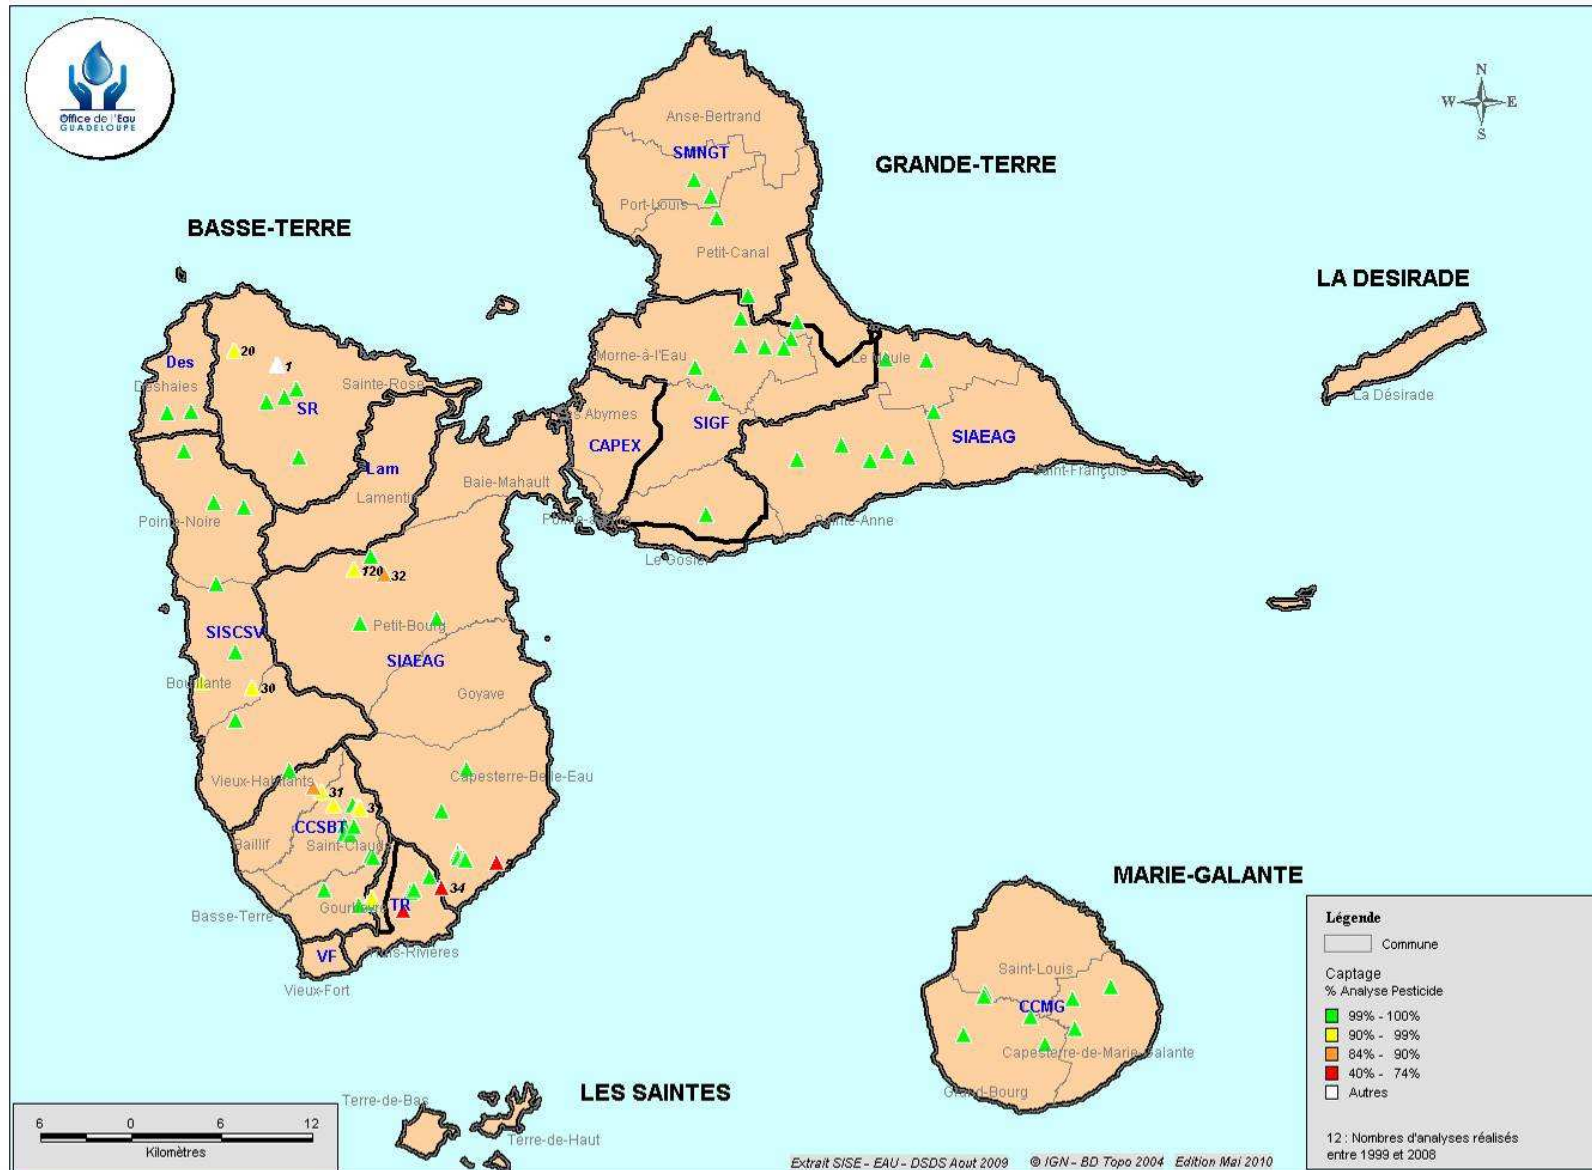 Office de l'Eau
GUADELOUPE
N
W
E
S
Anse-Bertrand
SMNGT
GRANDE-TERRE
Port-Louis
BASSE-TERRE
Petit-Canal
LA DESIRADE
20
1
Des
Deshaies
Sainte-Rose
SR
Morne-à-l'Eau
Le Moule
La Désirade
Les Abymes
SIGF
CAPEX
SIAEAG
Lam
Lamentin
Baie-Mahault
Saint-François
Pointe-Noire
Sainte-Anne
Le Gosier
120
32
Petit-Bourg
SISCSV
SIAEAG
Bouillante
30
Goyave
Vieux-Habitants
Capesterre-Belle-Eau
31
CCSBT
Baillif
Saint-Claude
34
TR
Basse-Terre
Gourbeyre
VF
Trois-Rivières
Vieux-Fort
MARIE-GALANTE
Saint-Louis
CCMG
Capesterre-de-Marie-Galante
Grand-Bourg
LES SAINTES
Terre-de-Bas
Terre-de-Haut
6 0 6 12
Kilomètres
Légende
Commune
Captage
% Analyse Pesticide
99% - 100%
90% - 99%
84% - 90%
40% - 74%
Autres
12 : Nombres d'analyses réalisés
entre 1999 et 2008
Extrait SISE - EAU - DSDS Aout 2009 © IGN - BD Topo 2004 Edition Mai 2010